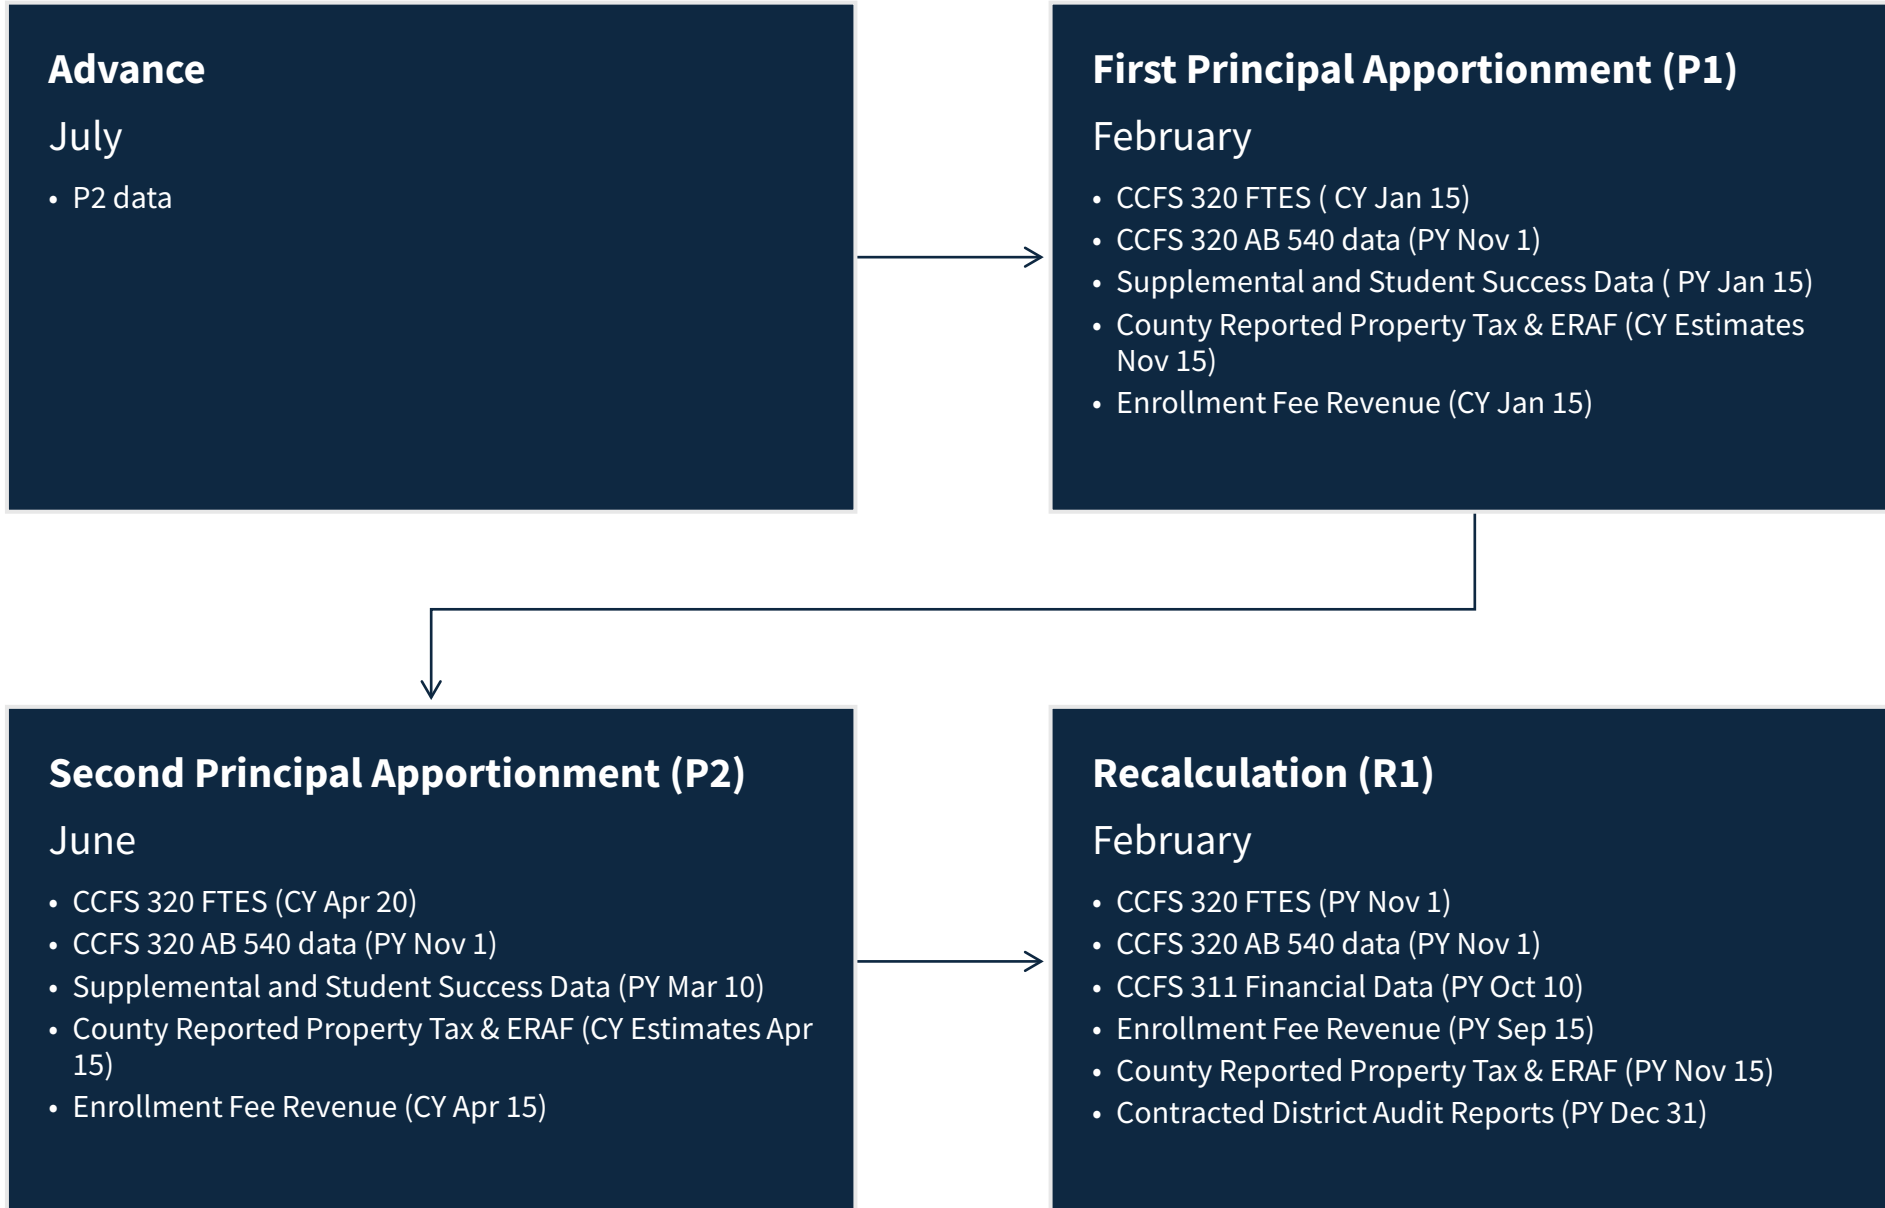 Advance
July
• P2 data
First Principal Apportionment (P1)
February
• CCFS 320 FTES ( CY Jan 15)
• CCFS 320 AB 540 data (PY Nov 1)
• Supplemental and Student Success Data ( PY Jan 15)
• County Reported Property Tax & ERAF (CY Estimates
Nov 15)
• Enrollment Fee Revenue (CY Jan 15)
Second Principal Apportionment (P2)
June
• CCFS 320 FTES (CY Apr 20)
• CCFS 320 AB 540 data (PY Nov 1)
• Supplemental and Student Success Data (PY Mar 10)
• County Reported Property Tax & ERAF (CY Estimates Apr
15)
• Enrollment Fee Revenue (CY Apr 15)
Recalculation (R1)
February
• CCFS 320 FTES (PY Nov 1)
• CCFS 320 AB 540 data (PY Nov 1)
• CCFS 311 Financial Data (PY Oct 10)
• Enrollment Fee Revenue (PY Sep 15)
• County Reported Property Tax & ERAF (PY Nov 15)
• Contracted District Audit Reports (PY Dec 31)